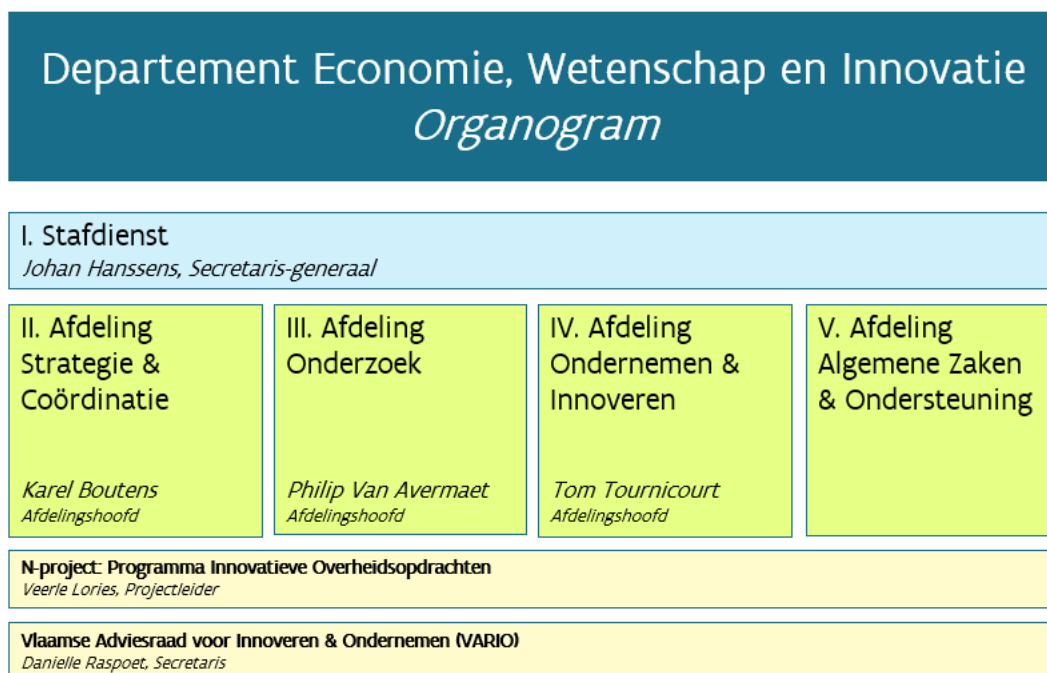 Departement Economie, Wetenschap en Innovatie
Organogram
I. Stafdienst
Johan Hanssens, Secretaris-generaal
II. Afdeling
Strategie &
Coördinatie
Karel Boutens
Afdelingshoofd
III. Afdeling
Onderzoek
Philip Van Avermaet
Afdelingshoofd
IV. Afdeling
Ondernemen &
Innoveren
Tom Tournicourt
Afdelingshoofd
V. Afdeling
Algemene Zaken
& Ondersteuning
N-project: Programma Innovatieve Overheidsopdrachten
Veerle Lories, Projectleider
Vlaamse Adviesraad voor Innoveren & Ondernemen (VARIO)
Danielle Raspoet, Secretaris